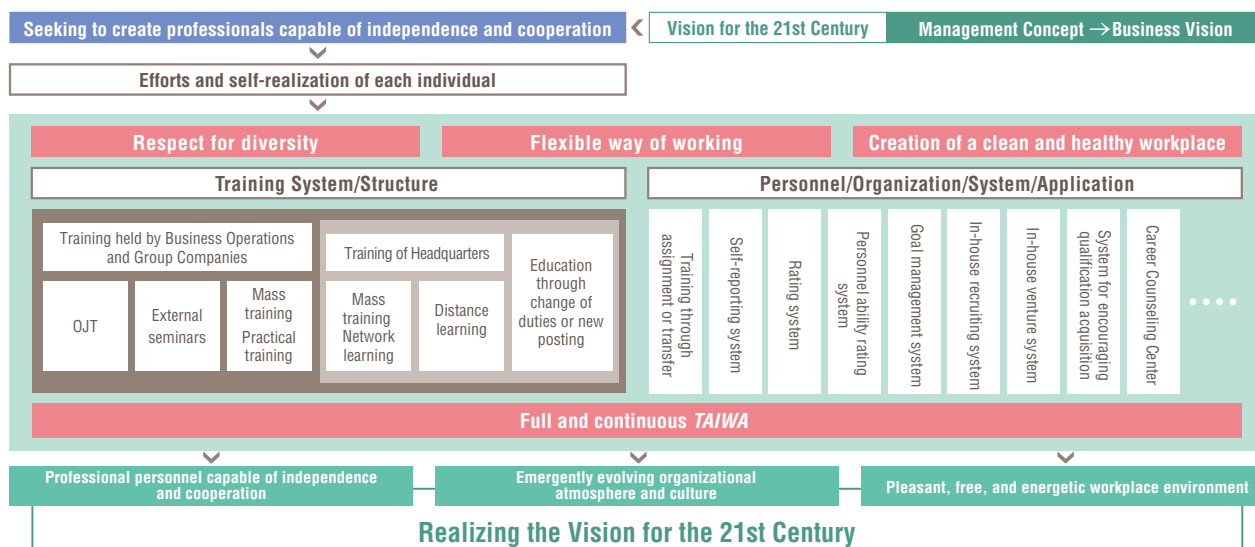 Seeking to create professionals capable of independence and cooperation
Vision for the 21st Century
Management Concept → Business Vision
Efforts and self-realization of each individual
Respect for diversity
Flexible way of working
Creation of a clean and healthy workplace
Training System/Structure
Personnel/Organization/System/Application
Training held by Business Operations
and Group Companies
OJT
External
seminars
Mass
training
Practical
training
Training of Headquarters
Mass
training
Network
learning
Distance
learning
Education
through
change of
duties or new
posting
Training through
assignment or transfer
Self-reporting system
Rating system
Personnel ability rating
system
Goal management system
In-house recruiting system
In-house venture system
System for encouraging
qualification acquisition
Career Counseling Center
Full and continuous TAIWA
Professional personnel capable of independence
and cooperation
Emergently evolving organizational
atmosphere and culture
Pleasant, free, and energetic workplace environment
Realizing the Vision for the 21st Century